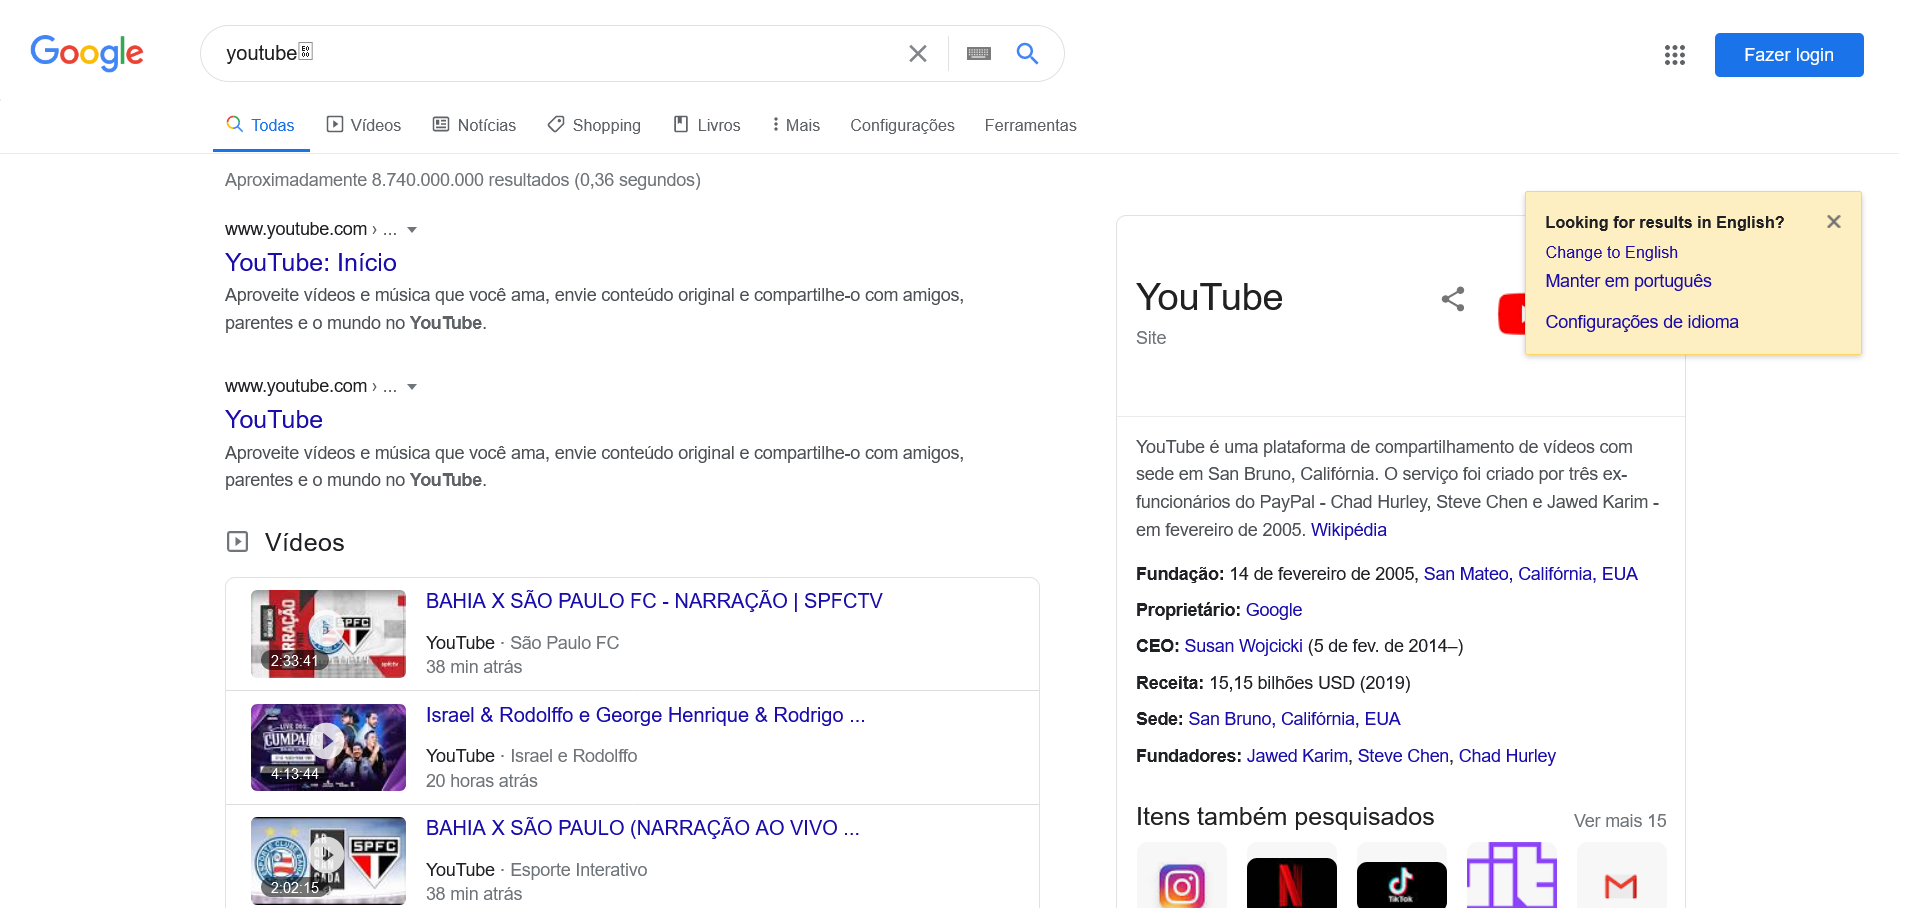 Google
youtube
Fazer login
Todas
Vídeos
Notícias
Shopping
Livros
Mais
Configurações
Ferramentas
Aproximadamente 8.740.000.000 resultados (0,36 segundos)
www.youtube.com › ...
YouTube: Início
Aproveite vídeos e música que você ama, envie conteúdo original e compartilhe-o com amigos,
parentes e o mundo no YouTube.
www.youtube.com › ...
YouTube
Aproveite vídeos e música que você ama, envie conteúdo original e compartilhe-o com amigos,
parentes e o mundo no YouTube.
Vídeos
NARRAÇÃO
SPFC
spfctv
2:33:41
BAHIA X SÃO PAULO FC - NARRAÇÃO | SPFCTV
YouTube · São Paulo FC
38 min atrás
LIVE DOS
CUMPADI
4:13:44
Israel & Rodolffo e George Henrique & Rodrigo ...
YouTube · Israel e Rodolffo
20 horas atrás
SPFC
2:02:15
BAHIA X SÃO PAULO (NARRAÇÃO AO VIVO ...
YouTube · Esporte Interativo
38 min atrás
Looking for results in English?
Change to English
Manter em português
Configurações de idioma
YouTube
Site
YouTube é uma plataforma de compartilhamento de vídeos com
sede em San Bruno, Califórnia. O serviço foi criado por três ex-
funcionários do PayPal - Chad Hurley, Steve Chen e Jawed Karim -
em fevereiro de 2005. Wikipédia
Fundação: 14 de fevereiro de 2005, San Mateo, Califórnia, EUA
Proprietário: Google
CEO: Susan Wojcicki (5 de fev. de 2014–)
Receita: 15,15 bilhões USD (2019)
Sede: San Bruno, Califórnia, EUA
Fundadores: Jawed Karim, Steve Chen, Chad Hurley
Itens também pesquisados
Ver mais 15
N
TikTok